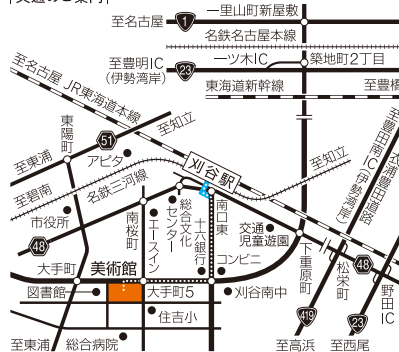 至名古屋
1
一里山町新屋敷
名鉄名古屋本線
至豊明IC
(伊勢湾岸)
23
一ツ木IC
築地町2丁目
東海道新幹線
至豊橋
至名古屋
JR東海道本線
至知立
東陽町
51
アピタ
至東浦
刈谷駅
至知立
至豊田南IC(伊勢湾岸)
衣浦豊田道路
至碧南
名鉄三河線
市役所
48
南桜町
エースイン
総合文化
センター
十六銀行
南口東
交通
児童遊園
コンビニ
下重原町
松栄町
48
野田IC
大手町
美術館
図書館
大手町5
刈谷南中
住吉小
総合病院
至東浦
419
至高浜
23
至西尾